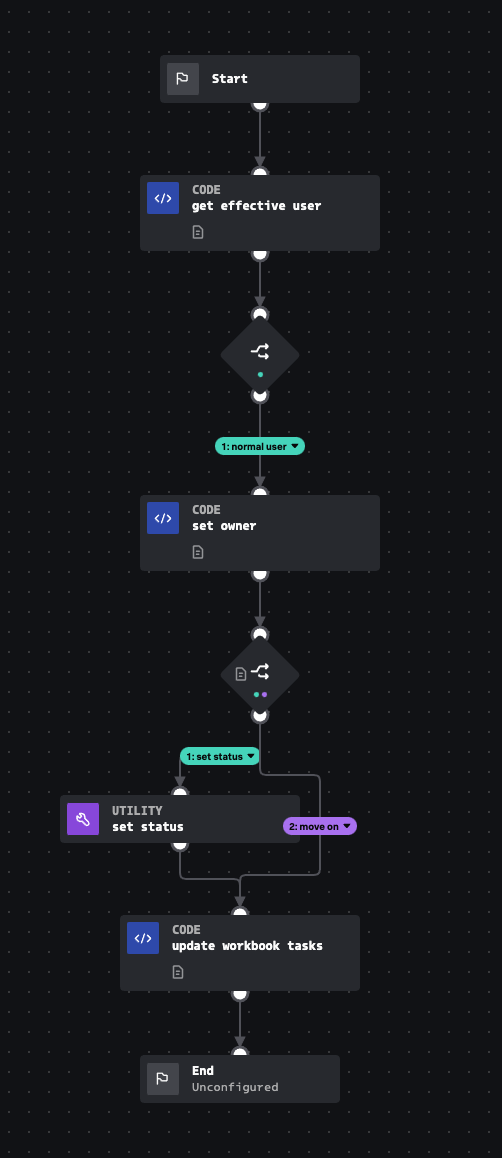 Start
CODE
get effective user
1: normal user
CODE
set owner
1: set status
UTILITY
set status
2: move on
CODE
update workbook tasks
End
Unconfigured